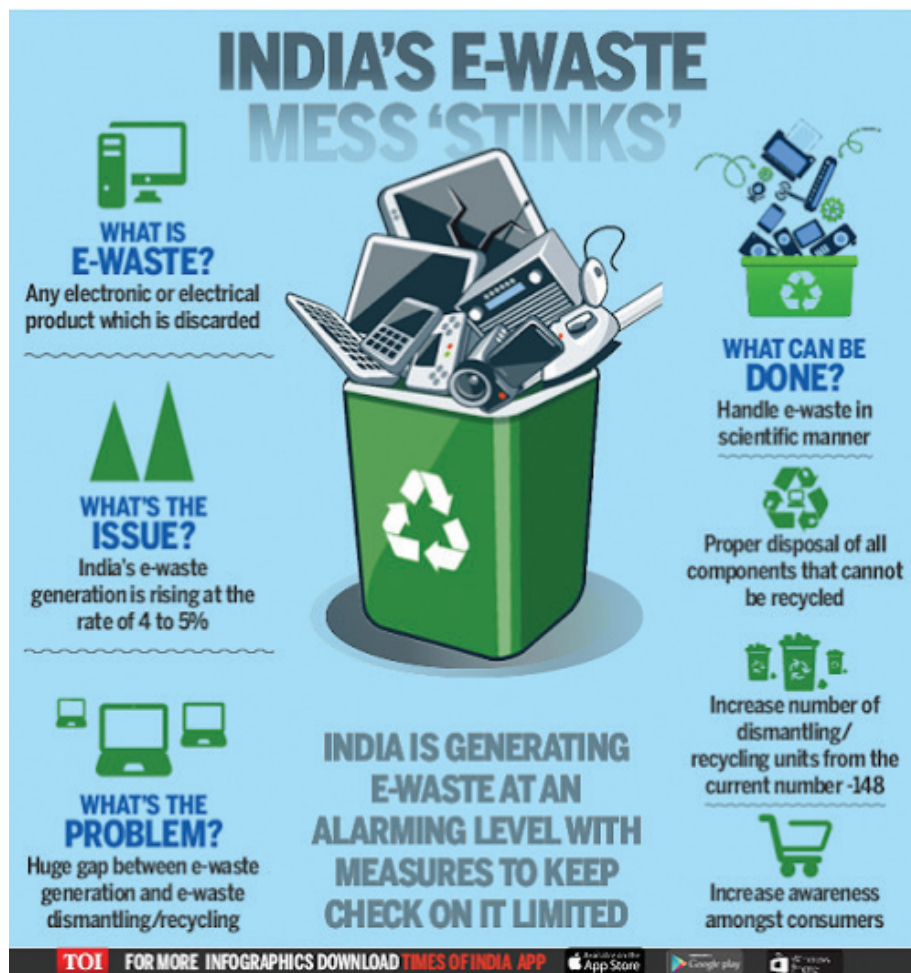 INDIA'S E-WASTE
MESS 'STINKS'
WHAT IS
E-WASTE?
Any electronic or electrical
product which is discarded
WHAT'S THE
ISSUE?
India's e-waste
generation is rising at the
rate of 4 to 5%
WHAT'S THE
PROBLEM?
Huge gap between e-waste
generation and e-waste
dismantling/recycling
INDIA IS GENERATING
E-WASTE AT AN
ALARMING LEVEL WITH
MEASURES TO KEEP
CHECK ON IT LIMITED
WHAT CAN BE
DONE?
Handle e-waste in
scientific manner
Proper disposal of all
components that cannot
be recycled
Increase number of
dismantling/
recycling units from the
current number -148
Increase awareness
amongst consumers
TOI FOR MORE INFOGRAPHICS DOWNLOAD TIMES OF INDIA APP
App Store
Google play